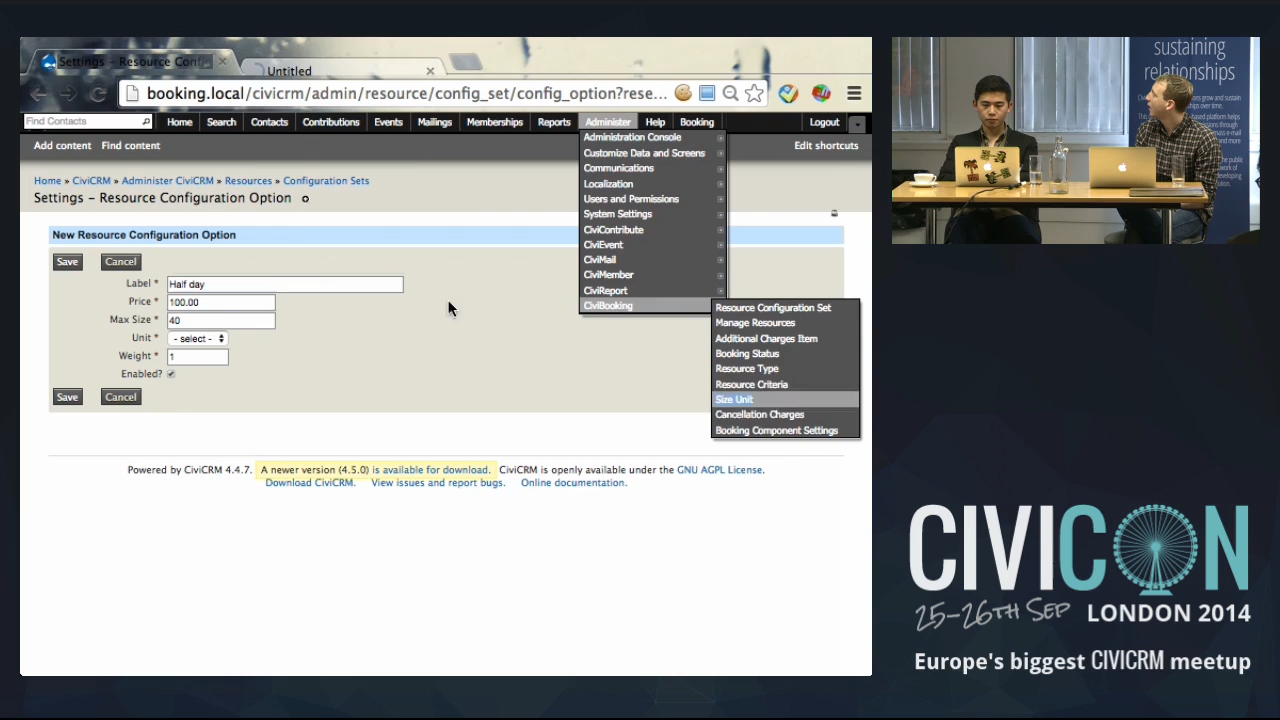 Settings – Resource Conf
Untitled
booking.local/civicrm/admin/resource/config_set/config_option?rese...
Find Contacts
Home Search Contacts Contributions Events Mailings Memberships Reports Administer Help Booking Logout
Add content Find content Edit shortcuts
Home » CiviCRM » Administer CiviCRM » Resources » Configuration Sets
Settings – Resource Configuration Option
New Resource Configuration Option
Save Cancel
Label * Half day
Price * 100.00
Max Size * 40
Unit * - select -
Weight * 1
Enabled?
Save Cancel
Administration Console
Customize Data and Screens
Communications
Localization
Users and Permissions
System Settings
CiviContribute
CiviEvent
CiviMail
CiviMember
CiviReport
CiviBooking
Resource Configuration Set
Manage Resources
Additional Charges Item
Booking Status
Resource Type
Resource Criteria
Size Unit
Cancellation Charges
Booking Component Settings
Powered by CiviCRM 4.4.7. A newer version (4.5.0) is available for download. CiviCRM is openly available under the GNU AGPL License.
Download CiviCRM. View issues and report bugs. Online documentation.
sustaining
relationships
CIVICON
25-26TH SEP LONDON 2014
Europe's biggest CIVICRM meetup